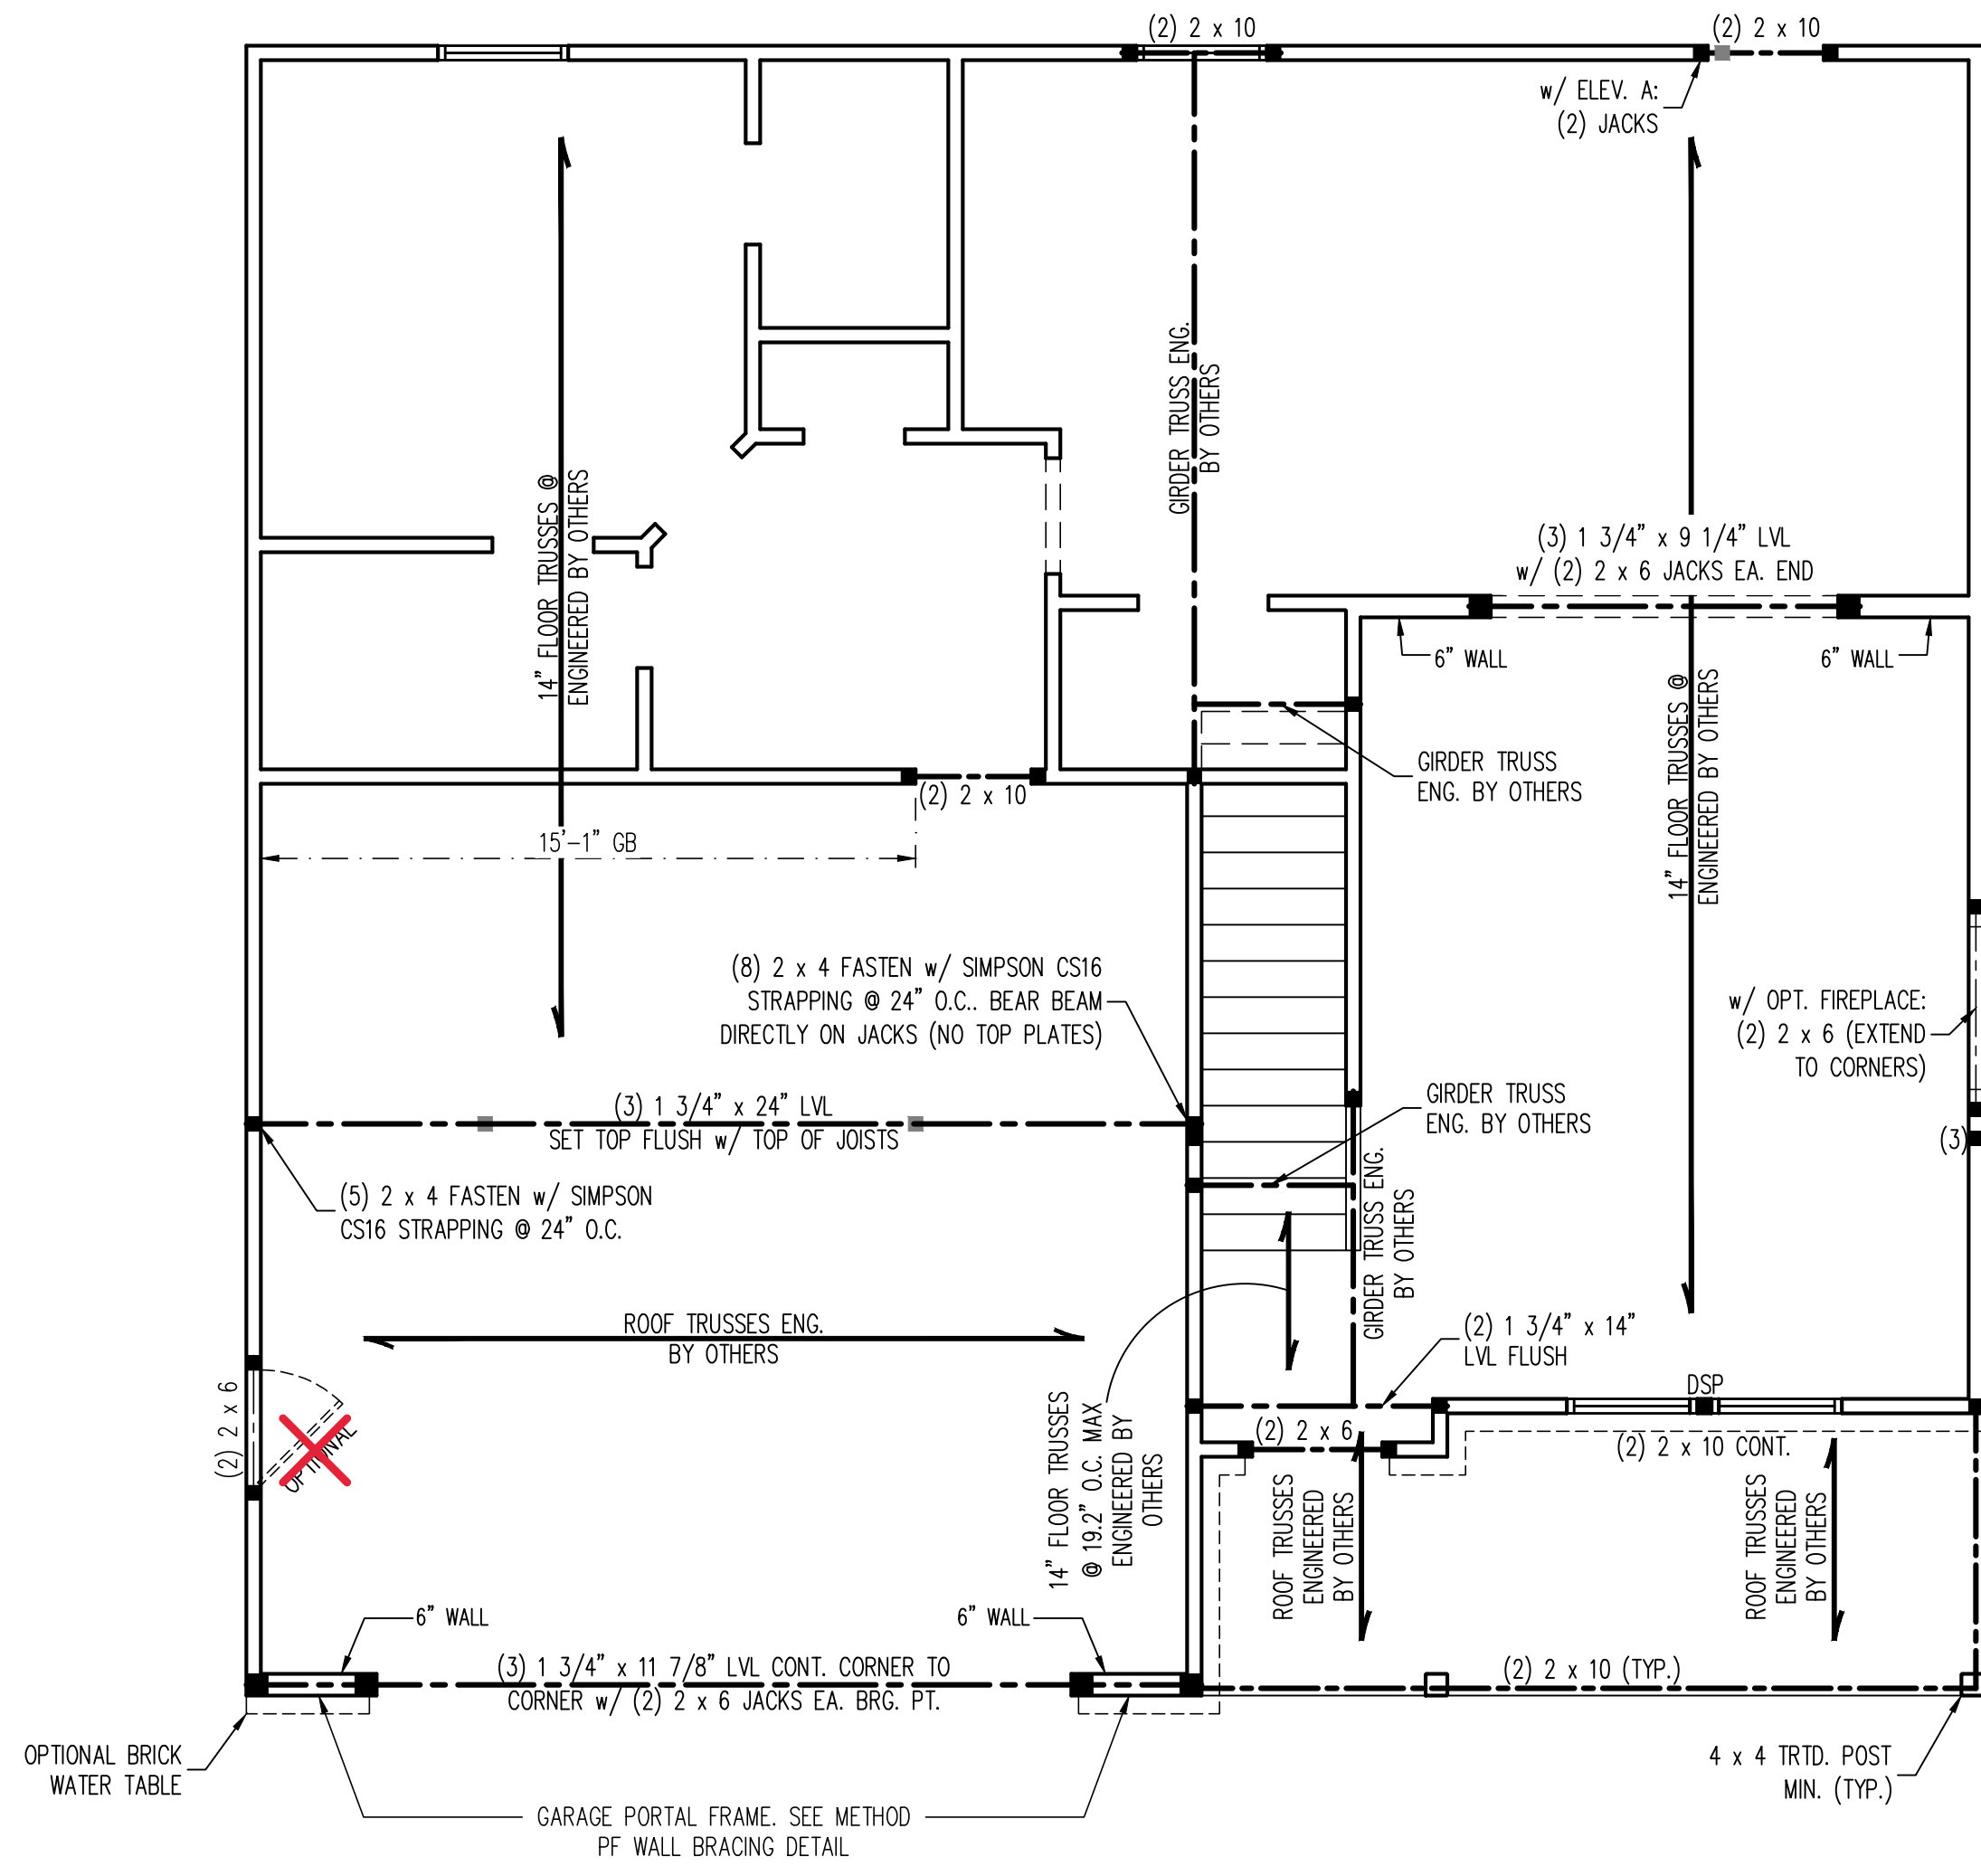 (2) 2 x 10
(2) 2 x 10
w/ ELEV. A:
(2) JACKS
GIRDER TRUSS ENG.
BY OTHERS
14" FLOOR TRUSSES @
ENGINEERED BY OTHERS
(3) 1 3/4" x 9 1/4" LVL
w/ (2) 2 x 6 JACKS EA. END
6" WALL
6" WALL
14" FLOOR TRUSSES @
ENGINEERED BY OTHERS
GIRDER TRUSS
ENG. BY OTHERS
(2) 2 x 10
15'-1" GB
(8) 2 x 4 FASTEN w/ SIMPSON CS16
STRAPPING @ 24" O.C.. BEAR BEAM
DIRECTLY ON JACKS (NO TOP PLATES)
w/ OPT. FIREPLACE:
(2) 2 x 6 (EXTEND
TO CORNERS)
(3) 1 3/4" x 24" LVL
SET TOP FLUSH w/ TOP OF JOISTS
GIRDER TRUSS
ENG. BY OTHERS
(3)
(5) 2 x 4 FASTEN w/ SIMPSON
CS16 STRAPPING @ 24" O.C.
GIRDER TRUSS ENG.
BY OTHERS
ROOF TRUSSES ENG.
BY OTHERS
(2) 1 3/4" x 14"
LVL FLUSH
DSP
(2) 2 x 6
OPTIONAL
14" FLOOR TRUSSES
@ 19.2" O.C. MAX
ENGINEERED BY
OTHERS
(2) 2 x 6
(2) 2 x 10 CONT.
ROOF TRUSSES
ENGINEERED
BY OTHERS
ROOF TRUSSES
ENGINEERED
BY OTHERS
6" WALL
6" WALL
(3) 1 3/4" x 11 7/8" LVL CONT. CORNER TO
CORNER w/ (2) 2 x 6 JACKS EA. BRG. PT.
(2) 2 x 10 (TYP.)
OPTIONAL BRICK
WATER TABLE
4 x 4 TRTD. POST
MIN. (TYP.)
GARAGE PORTAL FRAME. SEE METHOD
PF WALL BRACING DETAIL